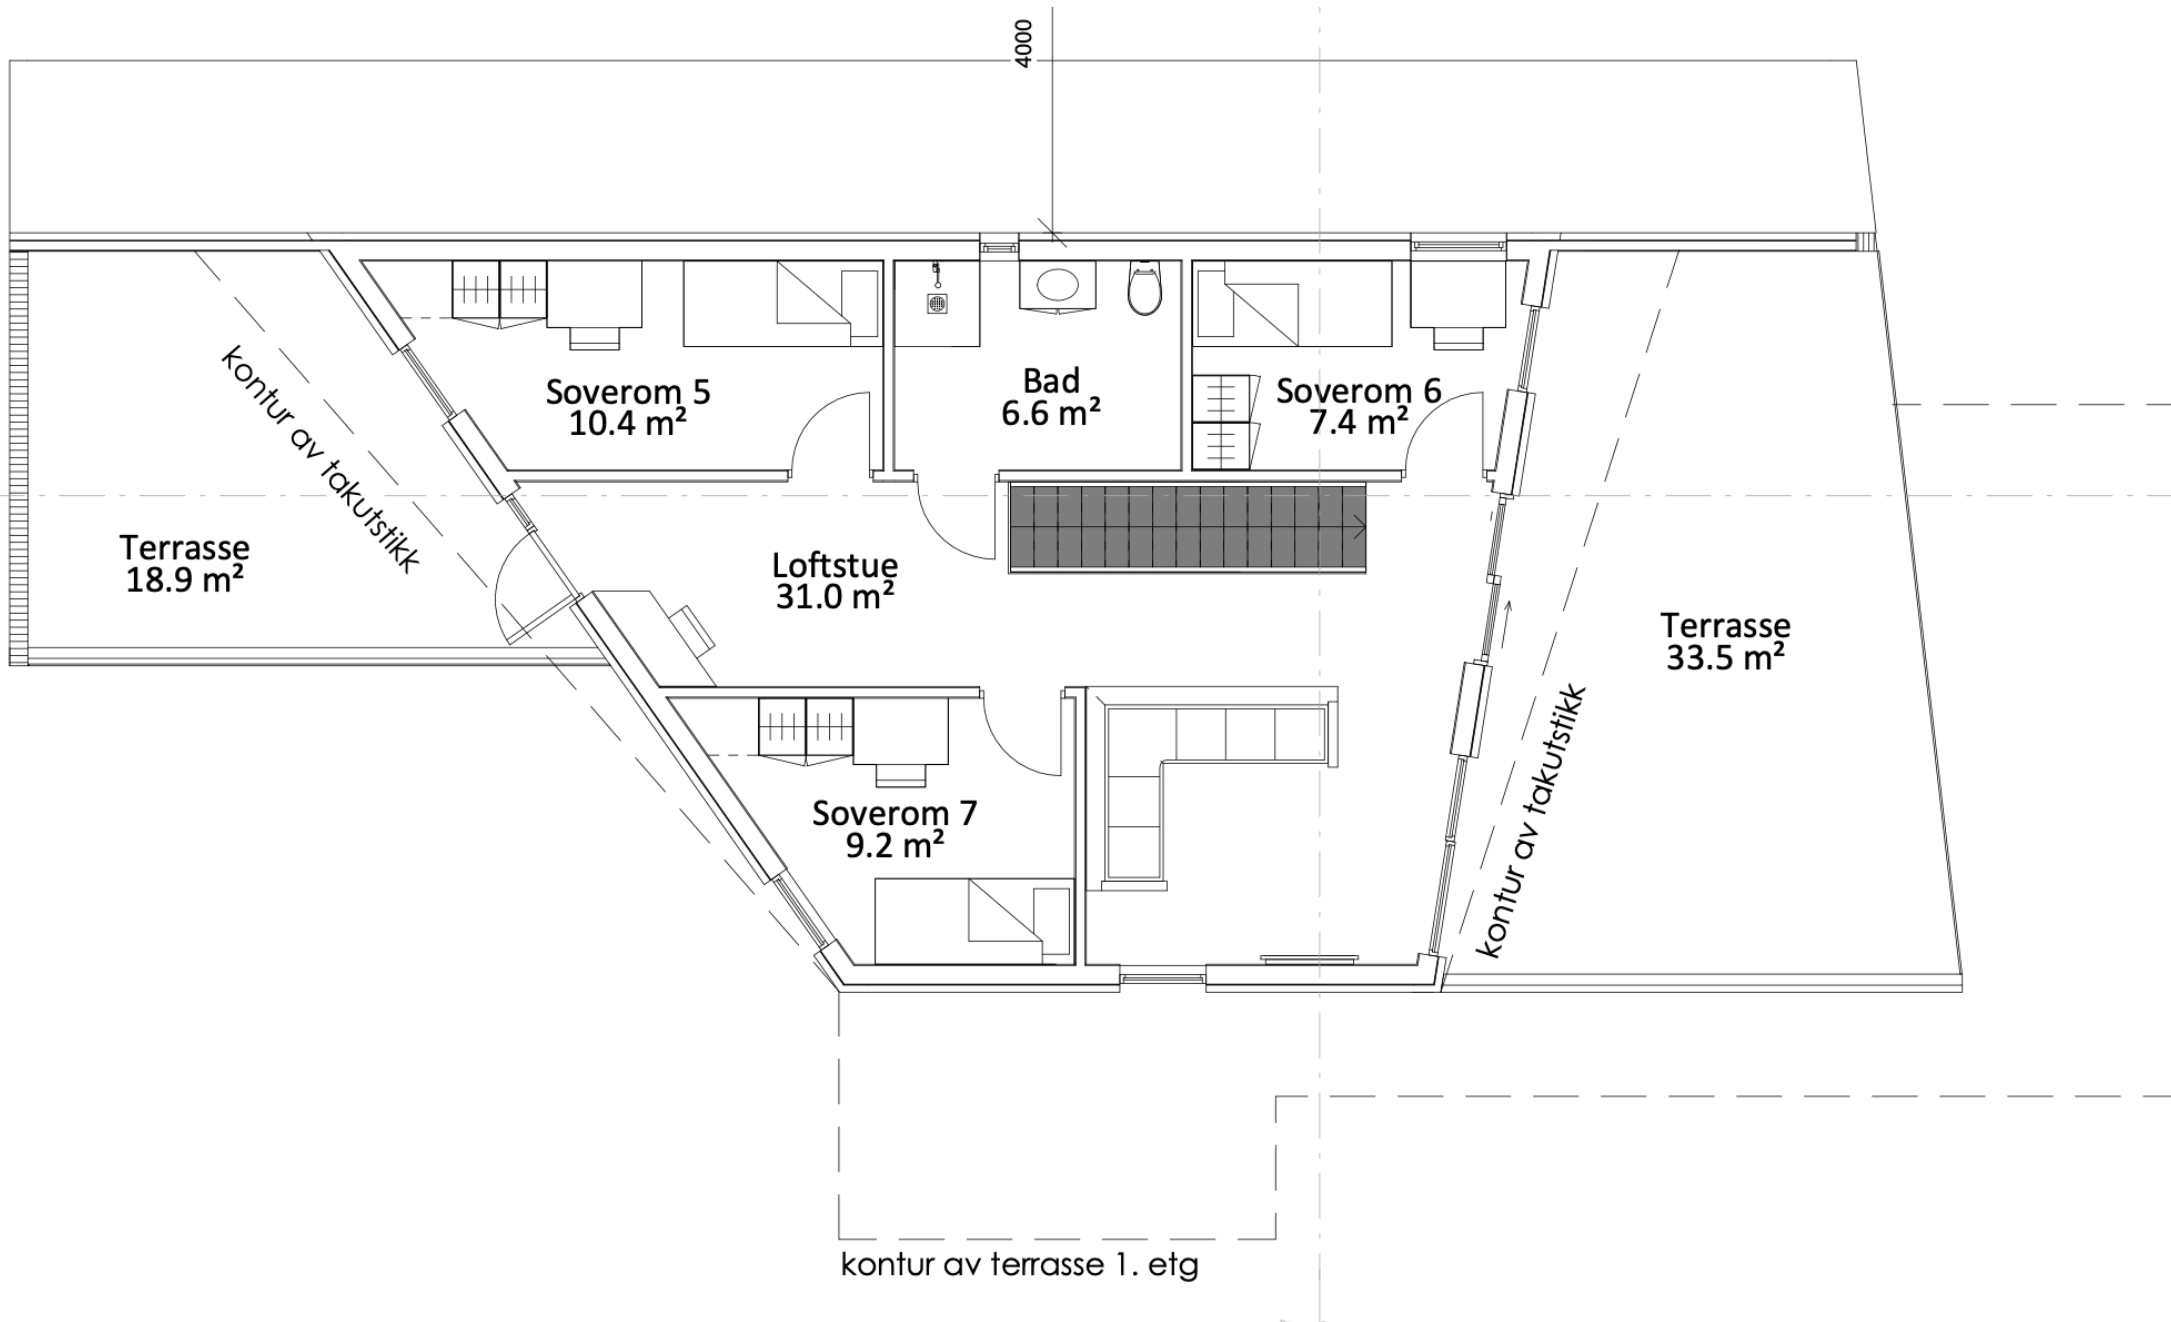 4000
Soverom 5
10.4 m²
Bad
6.6 m²
Soverom 6
7.4 m²
kontur av takutstikk
Terrasse
18.9 m²
Loftstue
31.0 m²
Terrasse
33.5 m²
kontur av takutstikk
Soverom 7
9.2 m²
kontur av terrasse 1. etg